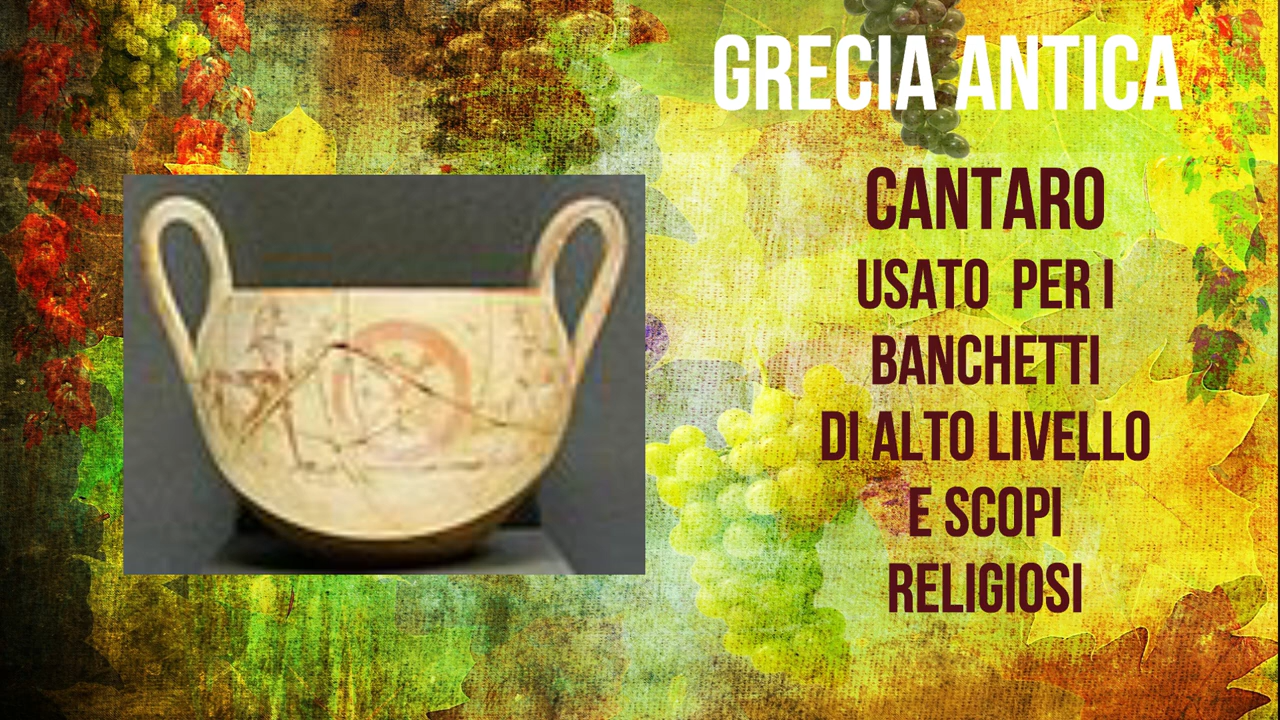 GRECIA ANTICA
CANTARO
USATO PER I
BANCHETTI
DI ALTO LIVELLO
E SCOPI
RELIGIOSI